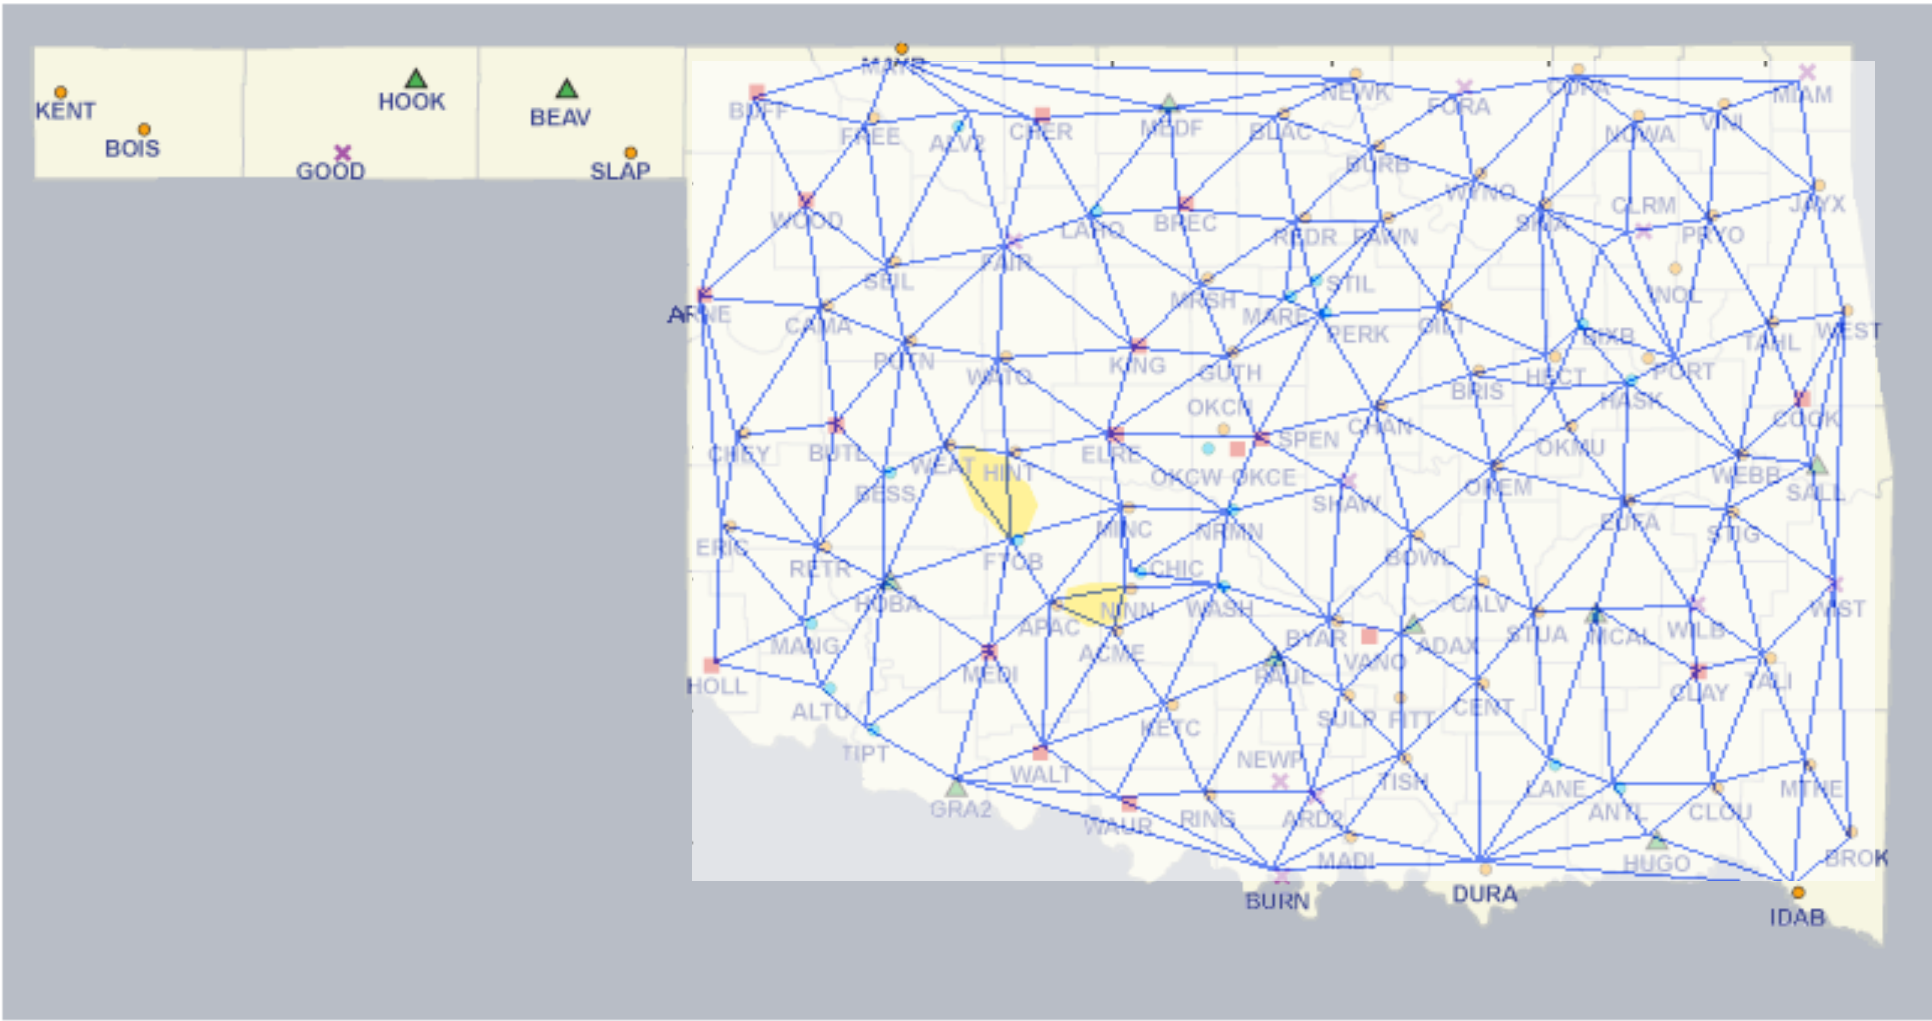 MAYR
KENT
BOIS
HOOK
GOOD
BEAV
SLAP
BUFF
FREE
ALV2
CHER
MEDF
BLAC
NEWK
FORA
COPA
NOWA
VINI
MIAM
BURB
WYNO
WOOD
SEIL
FAIR
LAHO
BREC
REDR
PAWN
SKIA
CLRM
PRYO
JAYX
INOL
ARNE
CAMA
PUTN
WATO
MRSH
MARE
STIL
PERK
GILT
BIXB
KING
GUTH
BRIS
HECT
HASK
PORT
TAHL
WEST
COOK
CHEY
BUTL
BESS
WEAT
HINT
ELRE
OKCN
OKCW
OKCE
SPEN
CHAN
OKMU
SHAW
OKEM
WEBB
SALL
ERIC
RETR
FTCB
MINC
NRMN
BOWL
EUFA
STIG
HOBA
CHIC
NINN
WASH
CALV
WIST
MANG
APAC
ACME
BYAR
VANO
ADAX
STUA
MCAL
WILB
HOLL
ALTU
MEDI
KETC
PAUL
SULP
FITT
CENT
CLAY
TALI
TIPT
GRA2
WALT
WAUR
RING
NEWP
ARD2
TISH
LANE
ANTL
CLOU
MTHE
MADI
HUGO
BROK
BURN
DURA
IDAB